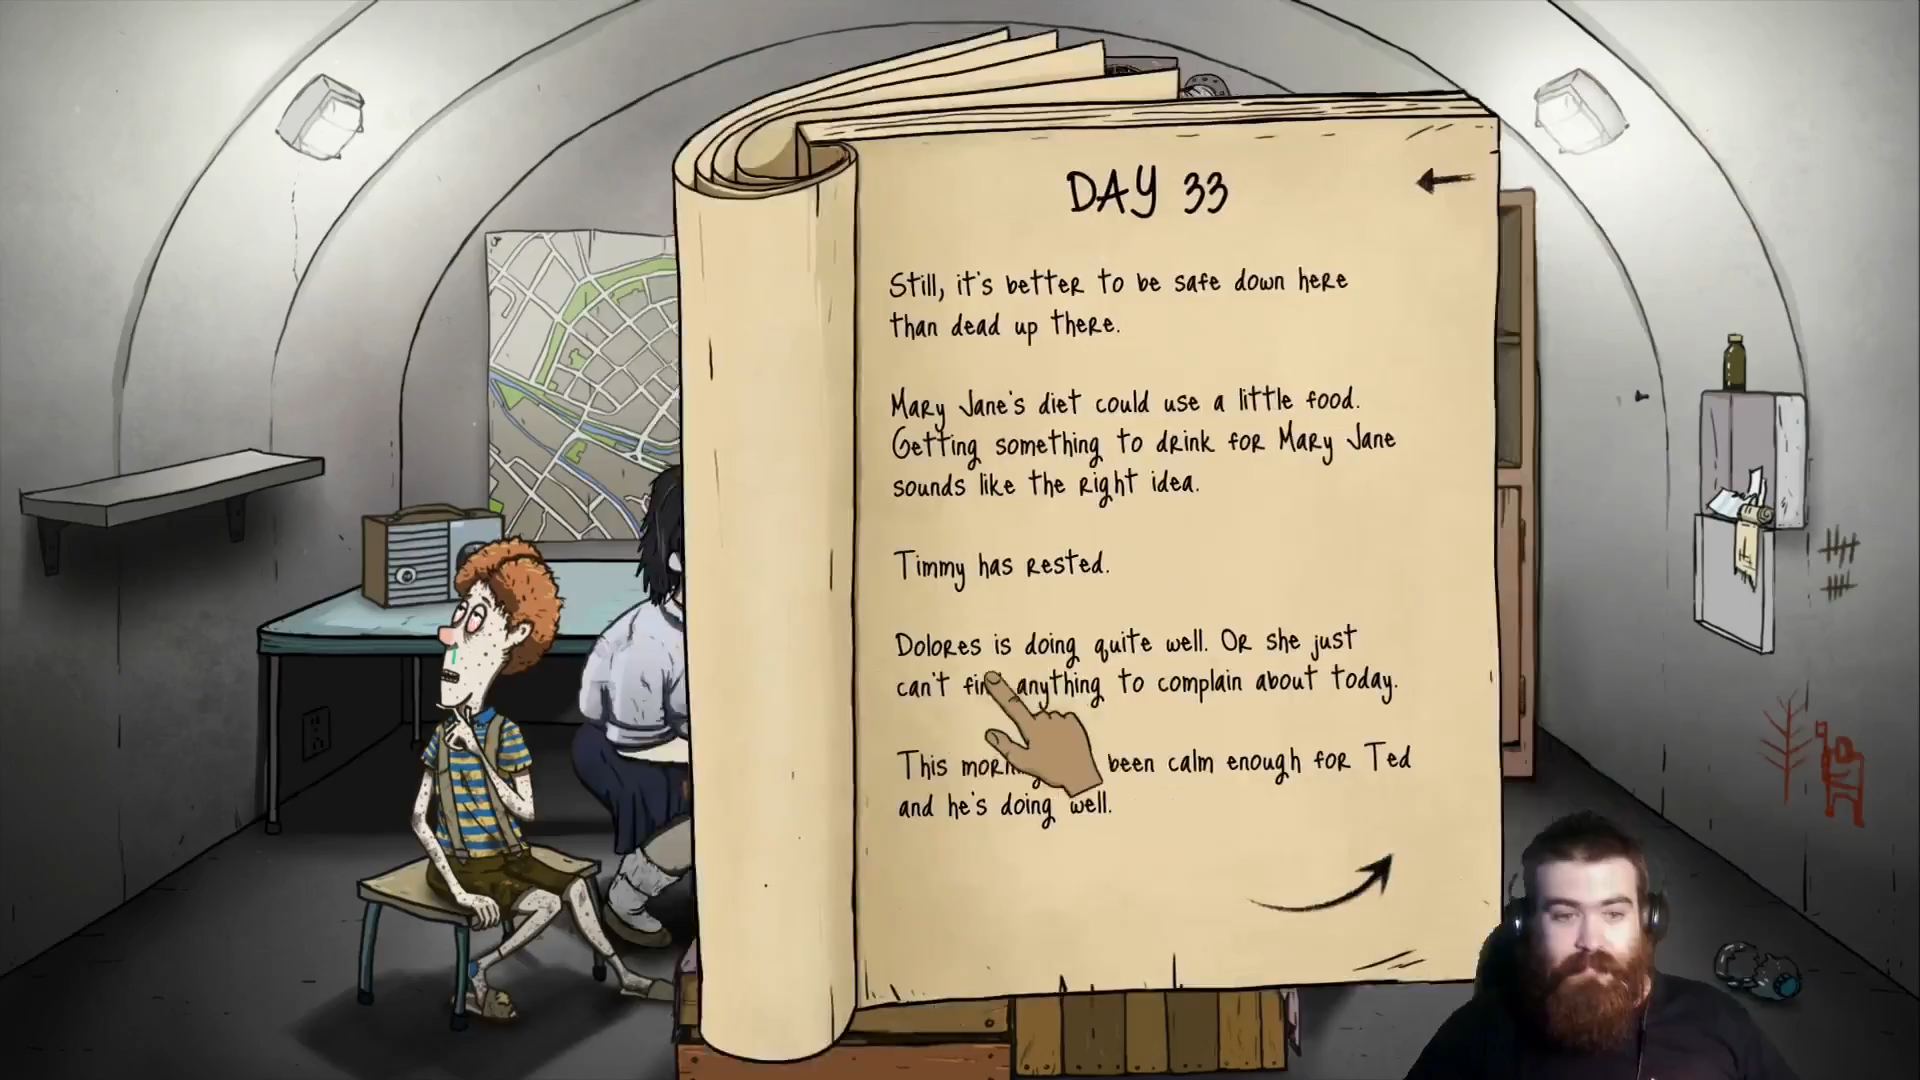 DAY 33
Still, it's better to be safe down here
than dead up there.
Mary Jane's diet could use a little food.
Getting something to drink for Mary Jane
sounds like the right idea.
Timmy has rested.
Dolores is doing quite well. Or she just
can't anything to complain about today.
This been calm enough for Ted
and he's doing well.